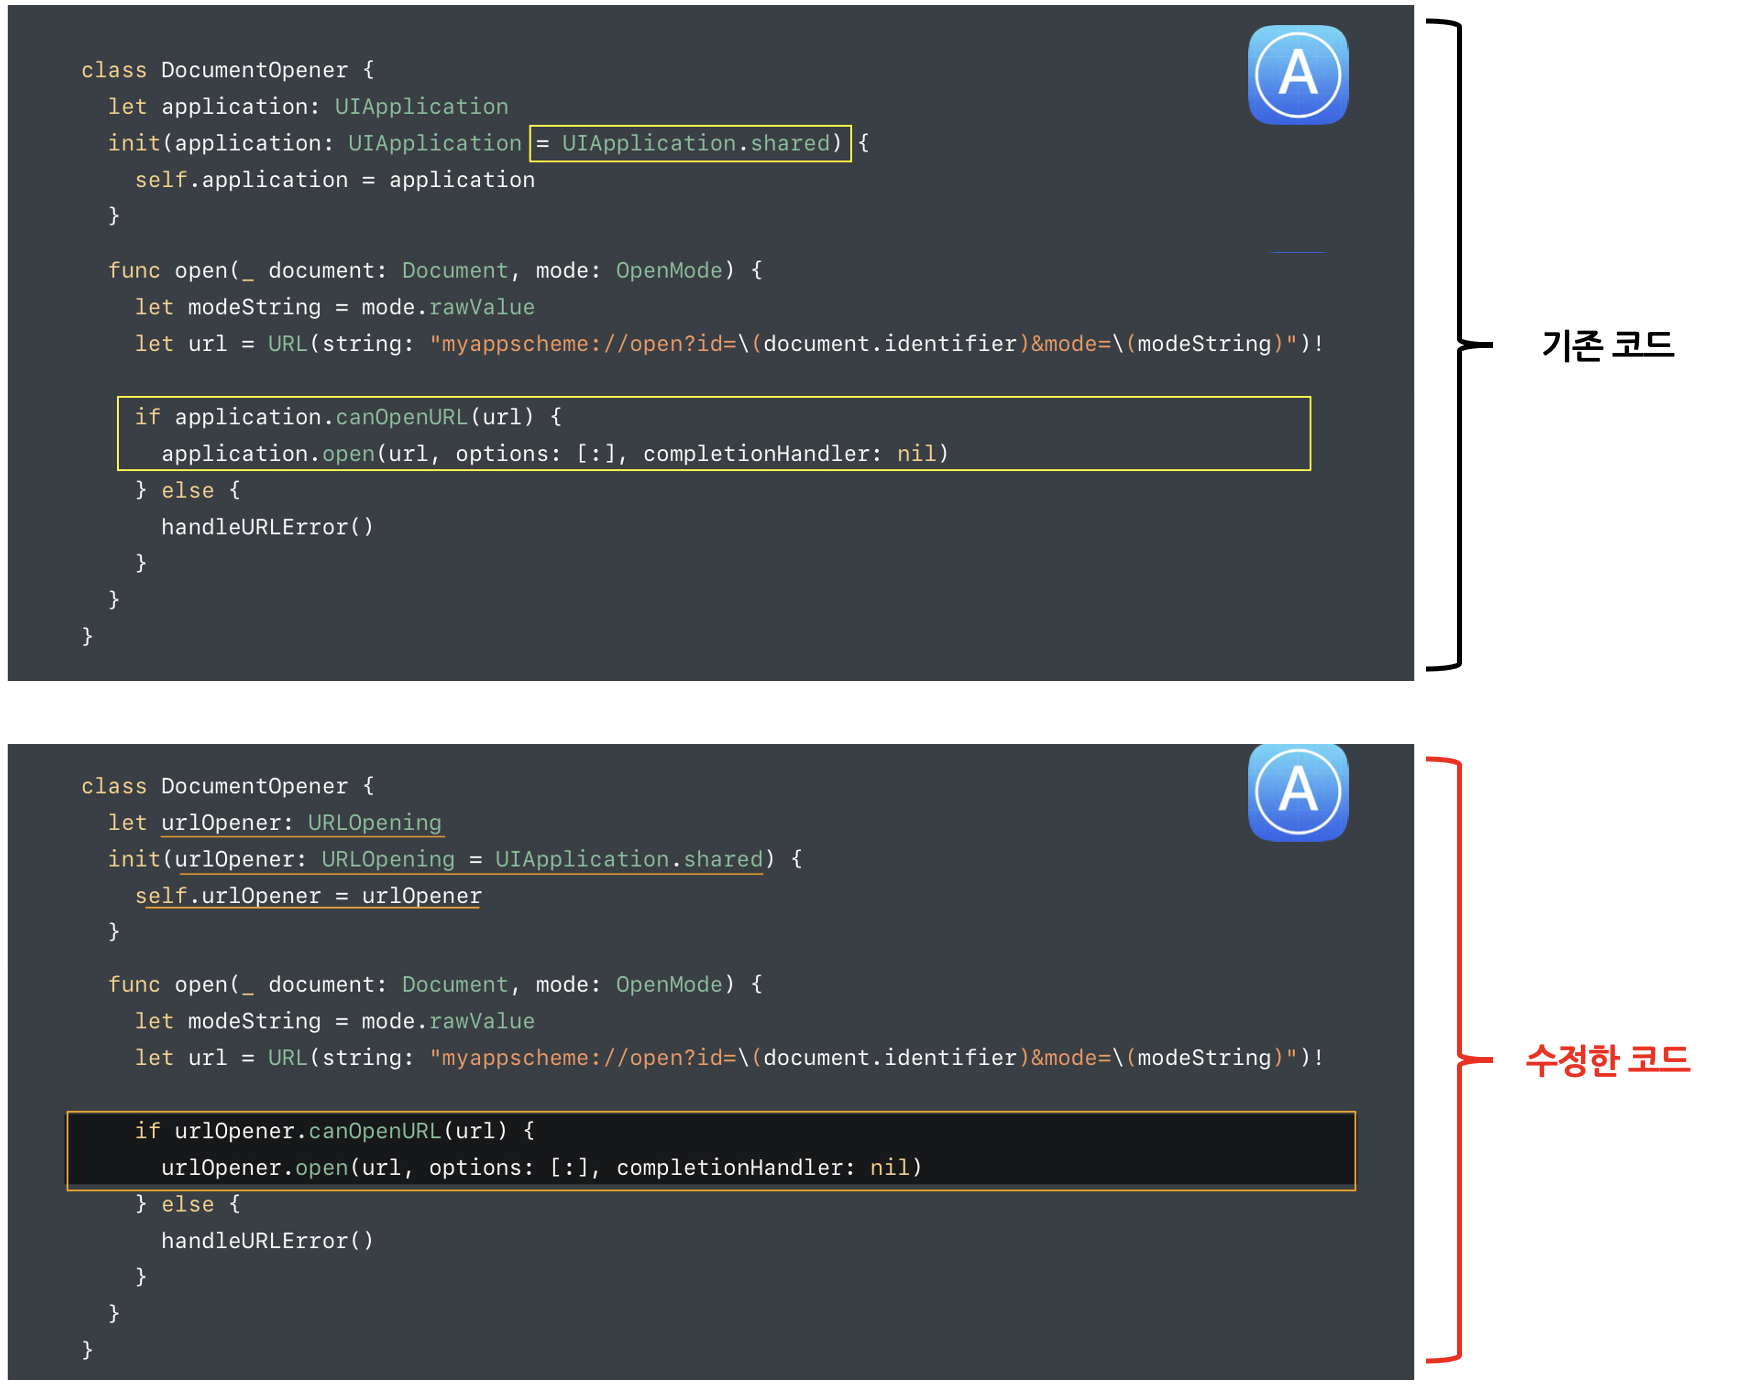 A
class DocumentOpener {
let application: UIApplication
init(application: UIApplication = UIApplication.shared) {
self.application = application
}
func open(_ document: Document, mode: OpenMode) {
let modeString = mode.rawValue
let url = URL(string: "myappscheme://open?id=\(document.identifier)&mode=\(modeString)")!
if application.canOpenURL(url) {
application.open(url, options: [:], completionHandler: nil)
} else {
handleURLError()
}
}
}
기존 코드
A
class DocumentOpener {
let urlOpener: URLOpening
init(urlOpener: URLOpening = UIApplication.shared) {
self.urlOpener = urlOpener
}
func open(_ document: Document, mode: OpenMode) {
let modeString = mode.rawValue
let url = URL(string: "myappscheme://open?id=\(document.identifier)&mode=\(modeString)")!
if urlOpener.canOpenURL(url) {
urlOpener.open(url, options: [:], completionHandler: nil)
} else {
handleURLError()
}
}
}
수정한 코드